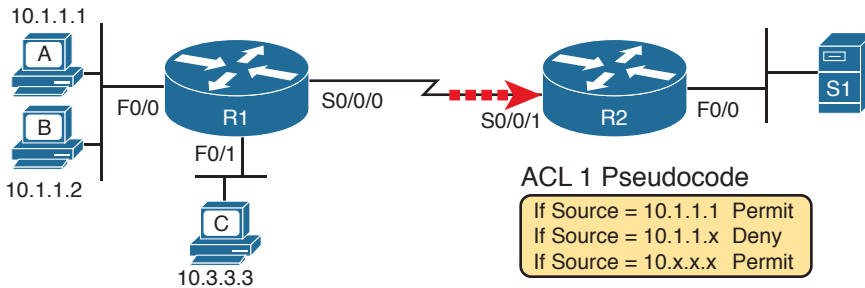 10.1.1.1
A
B
10.1.1.2
F0/0
R1
S0/0/0
F0/1
C
10.3.3.3
S0/0/1
R2
F0/0
S1
ACL 1 Pseudocode
If Source = 10.1.1.1 Permit
If Source = 10.1.1.x Deny
If Source = 10.x.x.x Permit